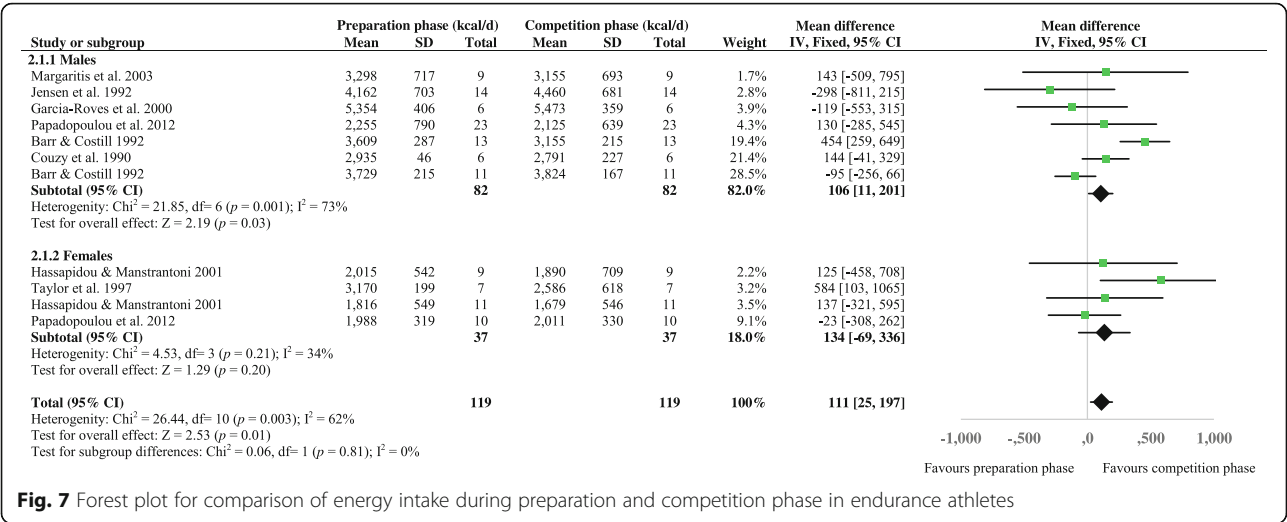 Preparation phase (kcal/d) Competition phase (kcal/d) Mean difference Mean difference
Study or subgroup Mean SD Total Mean SD Total Weight IV, Fixed, 95% CI IV, Fixed, 95% CI
2.1.1 Males
Margaritis et al. 2003 3,298 717 9 3,155 693 9 1.7% 143 [-509, 795]
Jensen et al. 1992 4,162 703 14 4,460 681 14 2.8% -298 [-811, 215]
Garcia-Roves et al. 2000 5,354 406 6 5,473 359 6 3.9% -119 [-553, 315]
Papadopoulou et al. 2012 2,255 790 23 2,125 639 23 4.3% 130 [-285, 545]
Barr & Costill 1992 3,609 287 13 3,155 215 13 19.4% 454 [259, 649]
Couzy et al. 1990 2,935 46 6 2,791 227 6 21.4% 144 [-41, 329]
Barr & Costill 1992 3,729 215 11 3,824 167 11 28.5% -95 [-256, 66]
Subtotal (95% CI) 82 82 82.0% 106 [11, 201]
Heterogenity: Chi² = 21.85, df= 6 (p = 0.001); I² = 73%
Test for overall effect: Z = 2.19 (p = 0.03)
2.1.2 Females
Hassapidou & Manstrantoni 2001 2,015 542 9 1,890 709 9 2.2% 125 [-458, 708]
Taylor et al. 1997 3,170 199 7 2,586 618 7 3.2% 584 [103, 1065]
Hassapidou & Manstrantoni 2001 1,816 549 11 1,679 546 11 3.5% 137 [-321, 595]
Papadopoulou et al. 2012 1,988 319 10 2,011 330 10 9.1% -23 [-308, 262]
Subtotal (95% CI) 37 37 18.0% 134 [-69, 336]
Heterogenity: Chi² = 4.53, df= 3 (p = 0.21); I² = 34%
Test for overall effect: Z = 1.29 (p = 0.20)
Total (95% CI) 119 119 100% 111 [25, 197]
Heterogenity: Chi² = 26.44, df= 10 (p = 0.003); I² = 62%
Test for overall effect: Z = 2.53 (p = 0.01)
Test for subgroup differences: Chi² = 0.06, df= 1 (p = 0.81); I² = 0%
-1,000 -,500 ,0 ,500 1,000
Favours preparation phase Favours competition phase
Fig. 7 Forest plot for comparison of energy intake during preparation and competition phase in endurance athletes